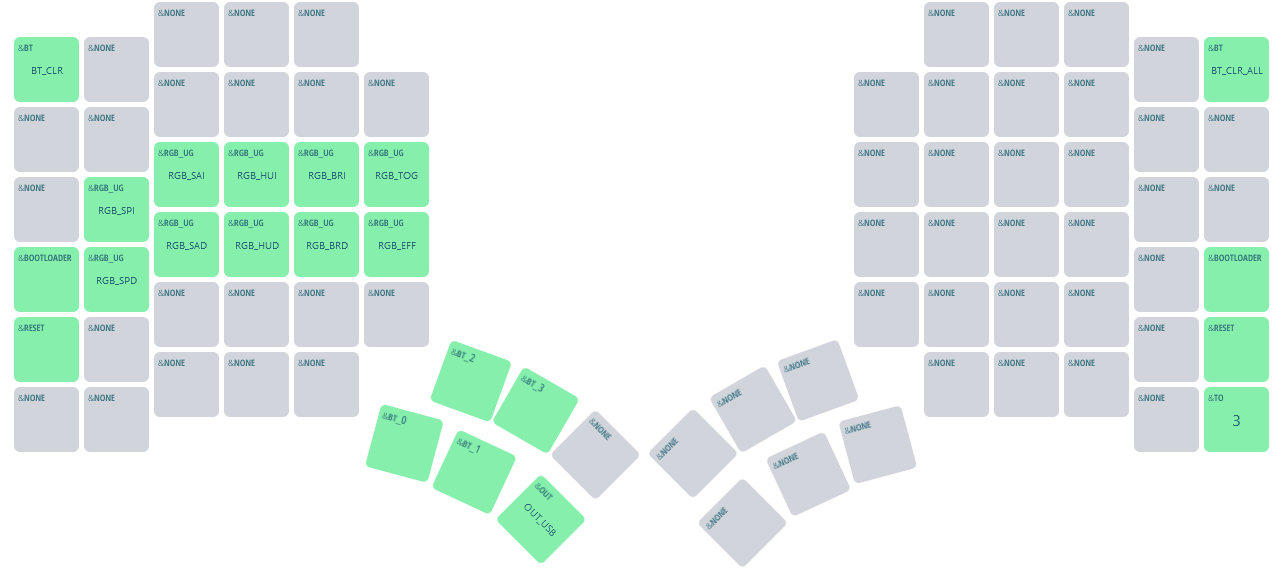 &NONE &NONE &NONE &NONE &NONE &NONE
&BT &NONE &NONE &BT
BT_CLR BT_CLR_ALL
&NONE &NONE &NONE &NONE &NONE &NONE &NONE &NONE
&NONE &NONE &NONE &NONE
&RGB_UG &RGB_UG &RGB_UG &RGB_UG &NONE &NONE &NONE &NONE
RGB_SAI RGB_HUI RGB_BRI RGB_TOG
&NONE &RGB_UG &NONE &NONE
RGB_SPI
&RGB_UG &RGB_UG &RGB_UG &RGB_UG &NONE &NONE &NONE &NONE
RGB_SAD RGB_HUD RGB_BRD RGB_EFF
&BOOTLOADER &RGB_UG &NONE &BOOTLOADER
RGB_SPD
&NONE &NONE &NONE &NONE &NONE &NONE &NONE &NONE
&RESET &NONE &NONE &RESET
&NONE &NONE &NONE &NONE &NONE &NONE
&BT_2 &NONE
&BT_3 &NONE
&NONE &NONE &NONE &TO
3
&BT_0 &NONE &NONE &NONE
&BT_1 &NONE
&OUT &NONE
OUT_USB